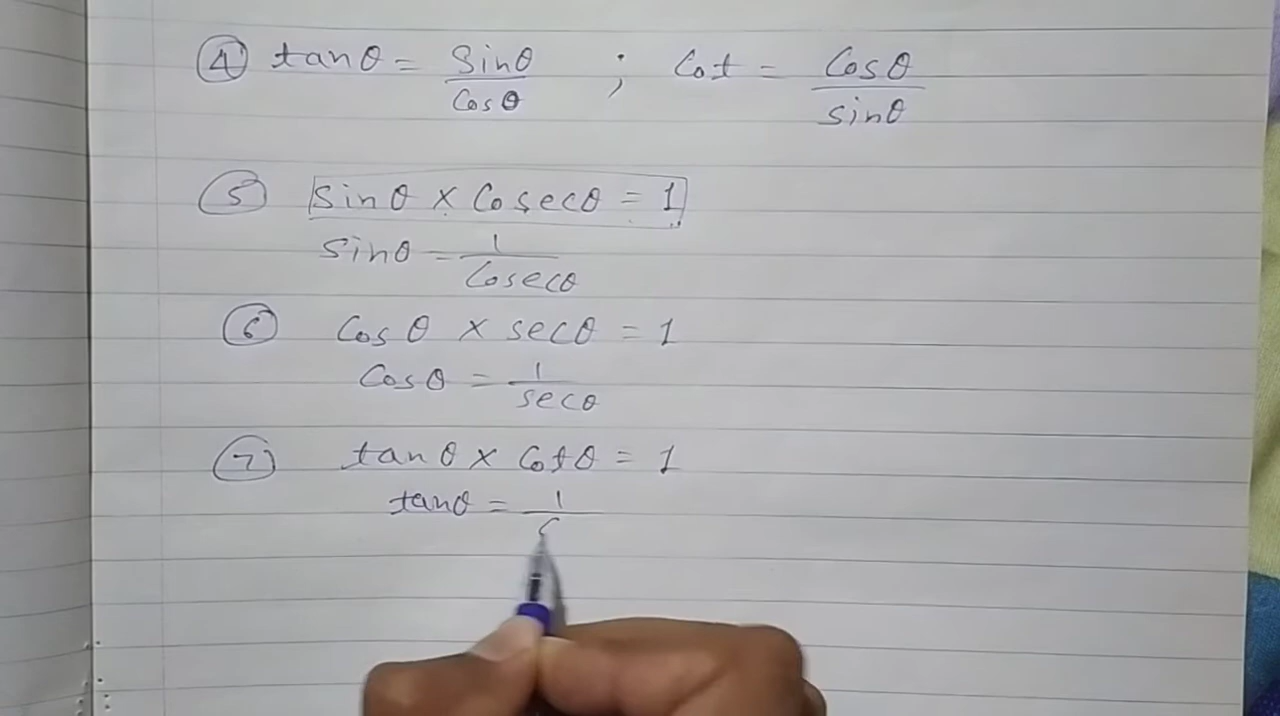 ④ tanθ = sinθ/cosθ ; Cot = Cosθ/sinθ
⑤ sinθ × Cosecθ = 1
sinθ = 1/Cosecθ
⑥ Cosθ × secθ = 1
Cosθ = 1/secθ
⑦ tanθ × Cotθ = 1
tanθ = 1/C